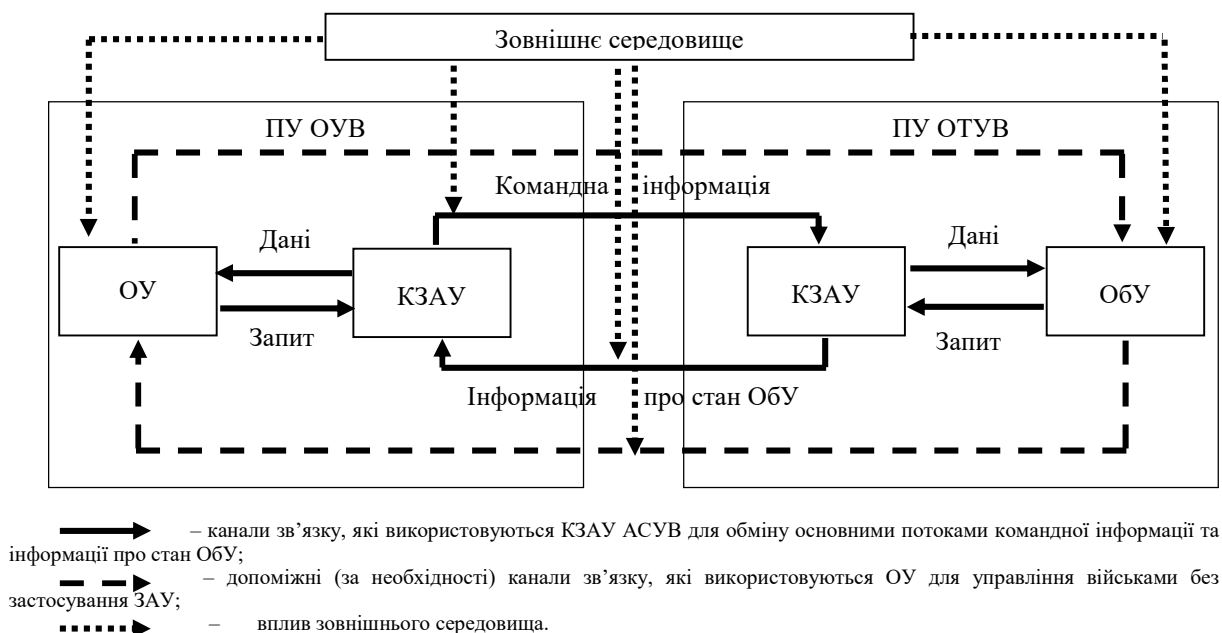 Зовнішнє середовище
ПУ ОУВ
ПУ ОТУВ
Командна інформація
Дані
Дані
ОУ
КЗАУ
КЗАУ
ОбУ
Запит
Запит
Інформація про стан ОбУ
– канали зв’язку, які використовуються КЗАУ АСУВ для обміну основними потоками командної інформації та
інформації про стан ОбУ;
– допоміжні (за необхідності) канали зв’язку, які використовуються ОУ для управління військами без
застосування ЗАУ;
– вплив зовнішнього середовища.